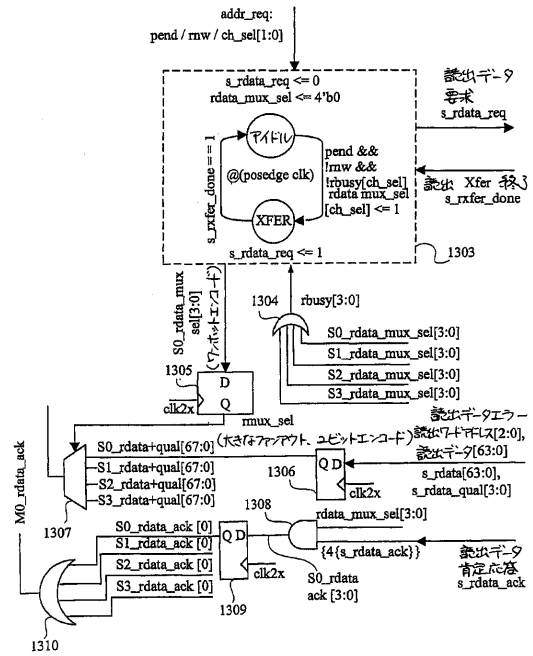 addr_req:
pend / rnw / ch_sel[1:0]
s_rdata_req <= 0
rdata_mux_sel <= 4'b0
アイドル
s_rxfer_done == 1
@(posedge clk)
pend &&
!rnw &&
!rbusy[ch_sel]
rdata mux_sel
[ch_sel] <= 1
XFER
s_rdata_req <= 1
読出データ
要求
s_rdata_req
読出 Xfer 終了
s_rxfer_done
1303
S0_rdata_mux
sel[3:0]
(ワンホットエンコード)
rbusy[3:0]
1304
S0_rdata_mux_sel[3:0]
S1_rdata_mux_sel[3:0]
S2_rdata_mux_sel[3:0]
S3_rdata_mux_sel[3:0]
1305
D
Q
clk2x
rmux_sel
(大きなファンアウト、2ビットエンコード)
読出データエラー
読出ワードアドレス[2:0],
読出データ[63:0]
s_rdata[63:0],
s_rdata_qual[3:0]
M0_rdata_ack
S0_rdata+qual[67:0]
S1_rdata+qual[67:0]
S2_rdata+qual[67:0]
S3_rdata+qual[67:0]
1307
1306
Q D
clk2x
1308
rdata_mux_sel[3:0]
{4{s_rdata_ack}}
読出データ
肯定応答
s_rdata_ack
S0_rdata_ack [0]
S1_rdata_ack [0]
S2_rdata_ack [0]
S3_rdata_ack [0]
Q D
clk2x
S0_rdata
ack [3:0]
1309
1310